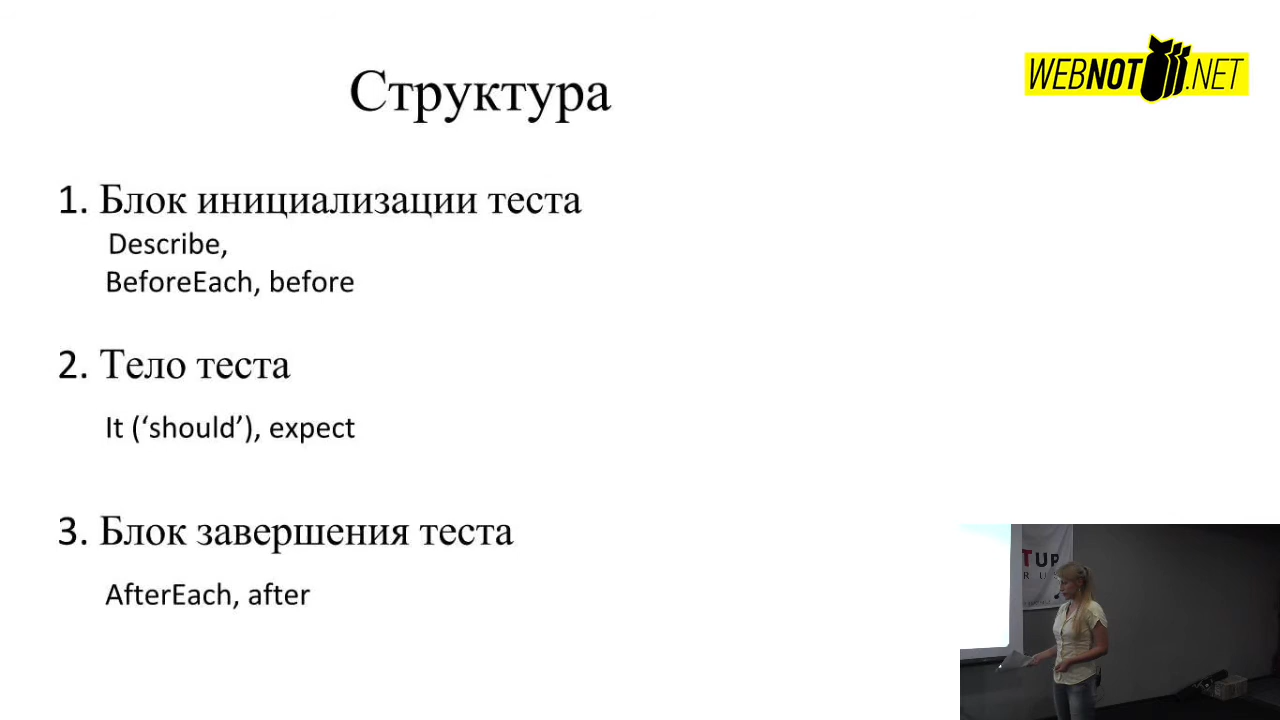 Структура
WEBNOT.NET
1. Блок инициализации теста
Describe,
BeforeEach, before
2. Тело теста
It (‘should’), expect
3. Блок завершения теста
AfterEach, after
TUP
R U